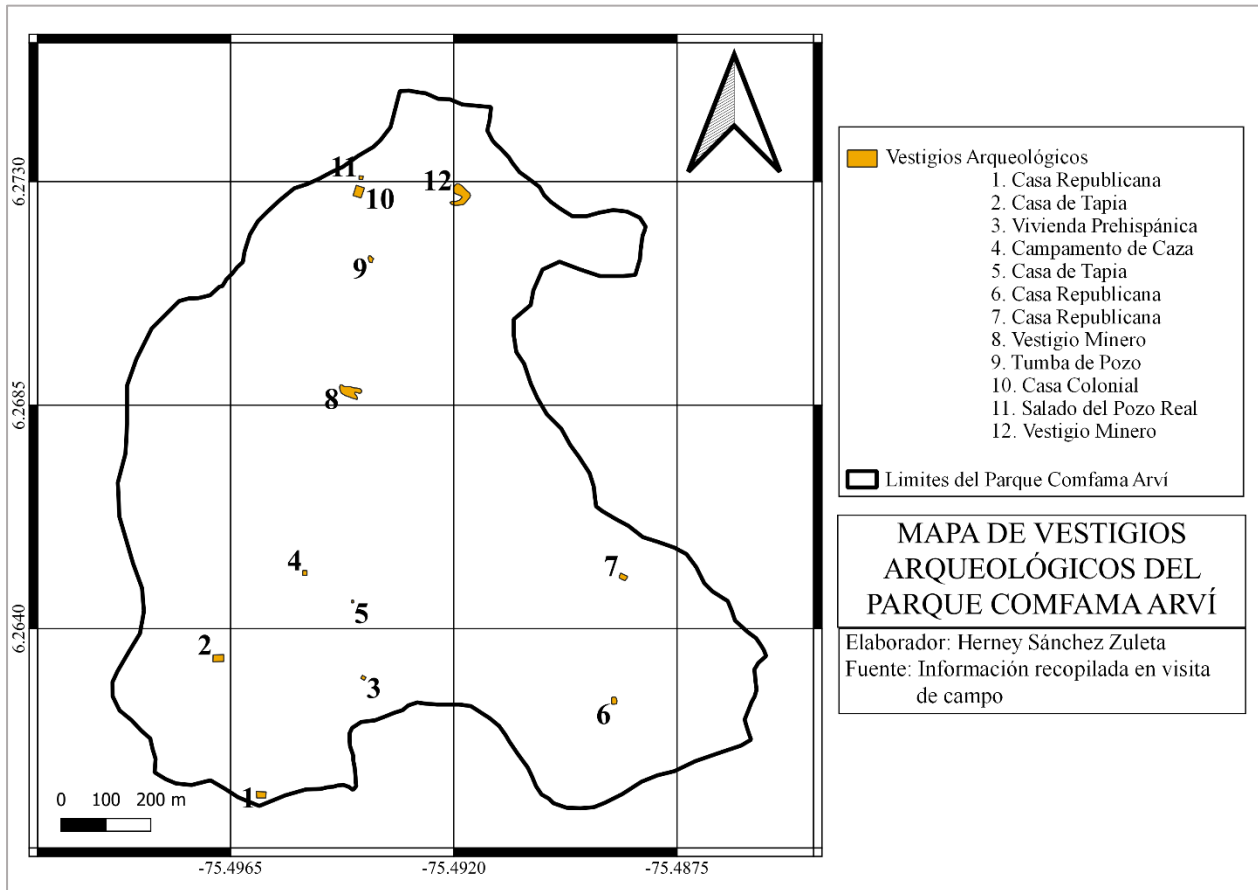 11
10
12
9
8
4
5
7
2
3
6
1
0 100 200 m
6.2730
6.2685
6.2640
-75.4965 -75.4920 -75.4875
Vestigios Arqueológicos
1. Casa Republicana
2. Casa de Tapia
3. Vivienda Prehispánica
4. Campamento de Caza
5. Casa de Tapia
6. Casa Republicana
7. Casa Republicana
8. Vestigio Minero
9. Tumba de Pozo
10. Casa Colonial
11. Salado del Pozo Real
12. Vestigio Minero
Limites del Parque Comfama Arví
MAPA DE VESTIGIOS
ARQUEOLÓGICOS DEL
PARQUE COMFAMA ARVÍ
Elaborador: Herney Sánchez Zuleta
Fuente: Información recopilada en visita
de campo